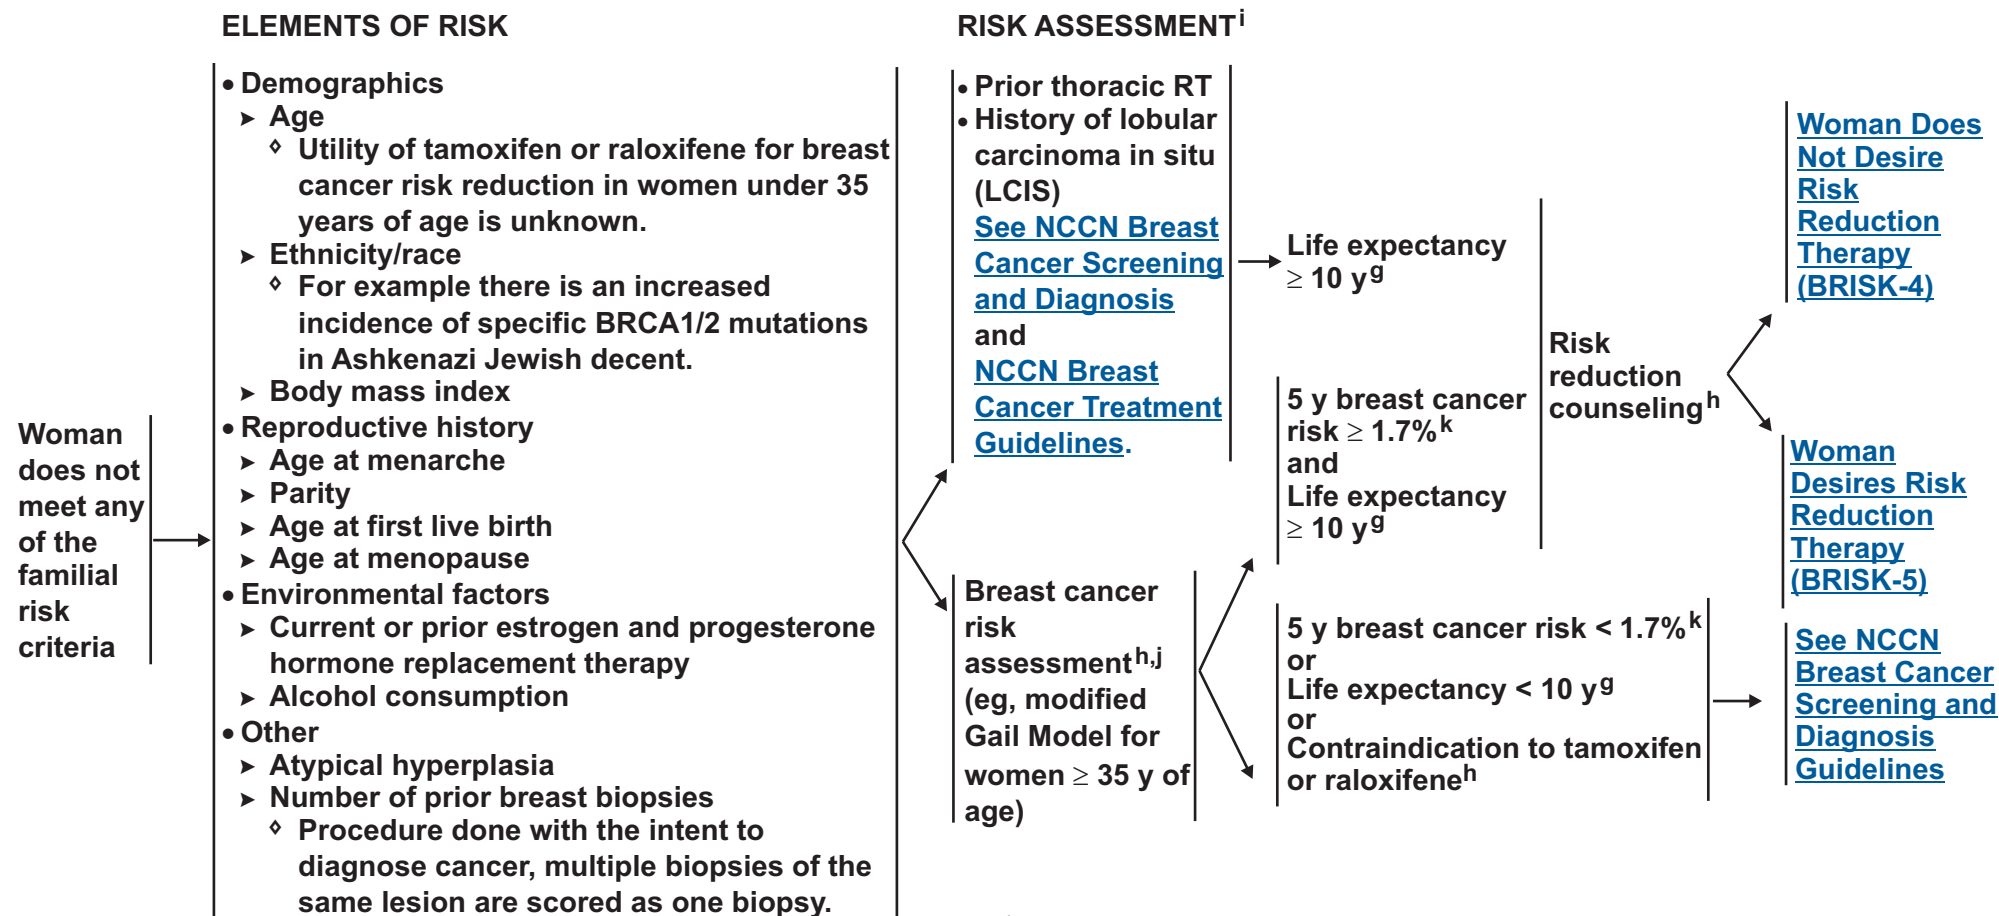 ELEMENTS OF RISK
RISK ASSESSMENT i
Woman
does not
meet any
of the
familial
risk
criteria
• Demographics
➤ Age
◊ Utility of tamoxifen or raloxifene for breast
cancer risk reduction in women under 35
years of age is unknown.
➤ Ethnicity/race
◊ For example there is an increased
incidence of specific BRCA1/2 mutations
in Ashkenazi Jewish decent.
➤ Body mass index
• Reproductive history
➤ Age at menarche
➤ Parity
➤ Age at first live birth
➤ Age at menopause
• Environmental factors
➤ Current or prior estrogen and progesterone
hormone replacement therapy
➤ Alcohol consumption
• Other
➤ Atypical hyperplasia
➤ Number of prior breast biopsies
◊ Procedure done with the intent to
diagnose cancer, multiple biopsies of the
same lesion are scored as one biopsy.
• Prior thoracic RT
• History of lobular
carcinoma in situ
(LCIS)
See NCCN Breast
Cancer Screening
and Diagnosis
and
NCCN Breast
Cancer Treatment
Guidelines.
Breast cancer
risk
assessment h,j
(eg, modified
Gail Model for
women ≥ 35 y of
age)
Life expectancy
≥ 10 y g
5 y breast cancer
risk ≥ 1.7% k
and
Life expectancy
≥ 10 y g
5 y breast cancer risk < 1.7% k
or
Life expectancy < 10 y g
or
Contraindication to tamoxifen
or raloxifene h
Risk
reduction
counseling h
Woman Does
Not Desire
Risk
Reduction
Therapy
(BRISK-4)
Woman
Desires Risk
Reduction
Therapy
(BRISK-5)
See NCCN
Breast Cancer
Screening and
Diagnosis
Guidelines